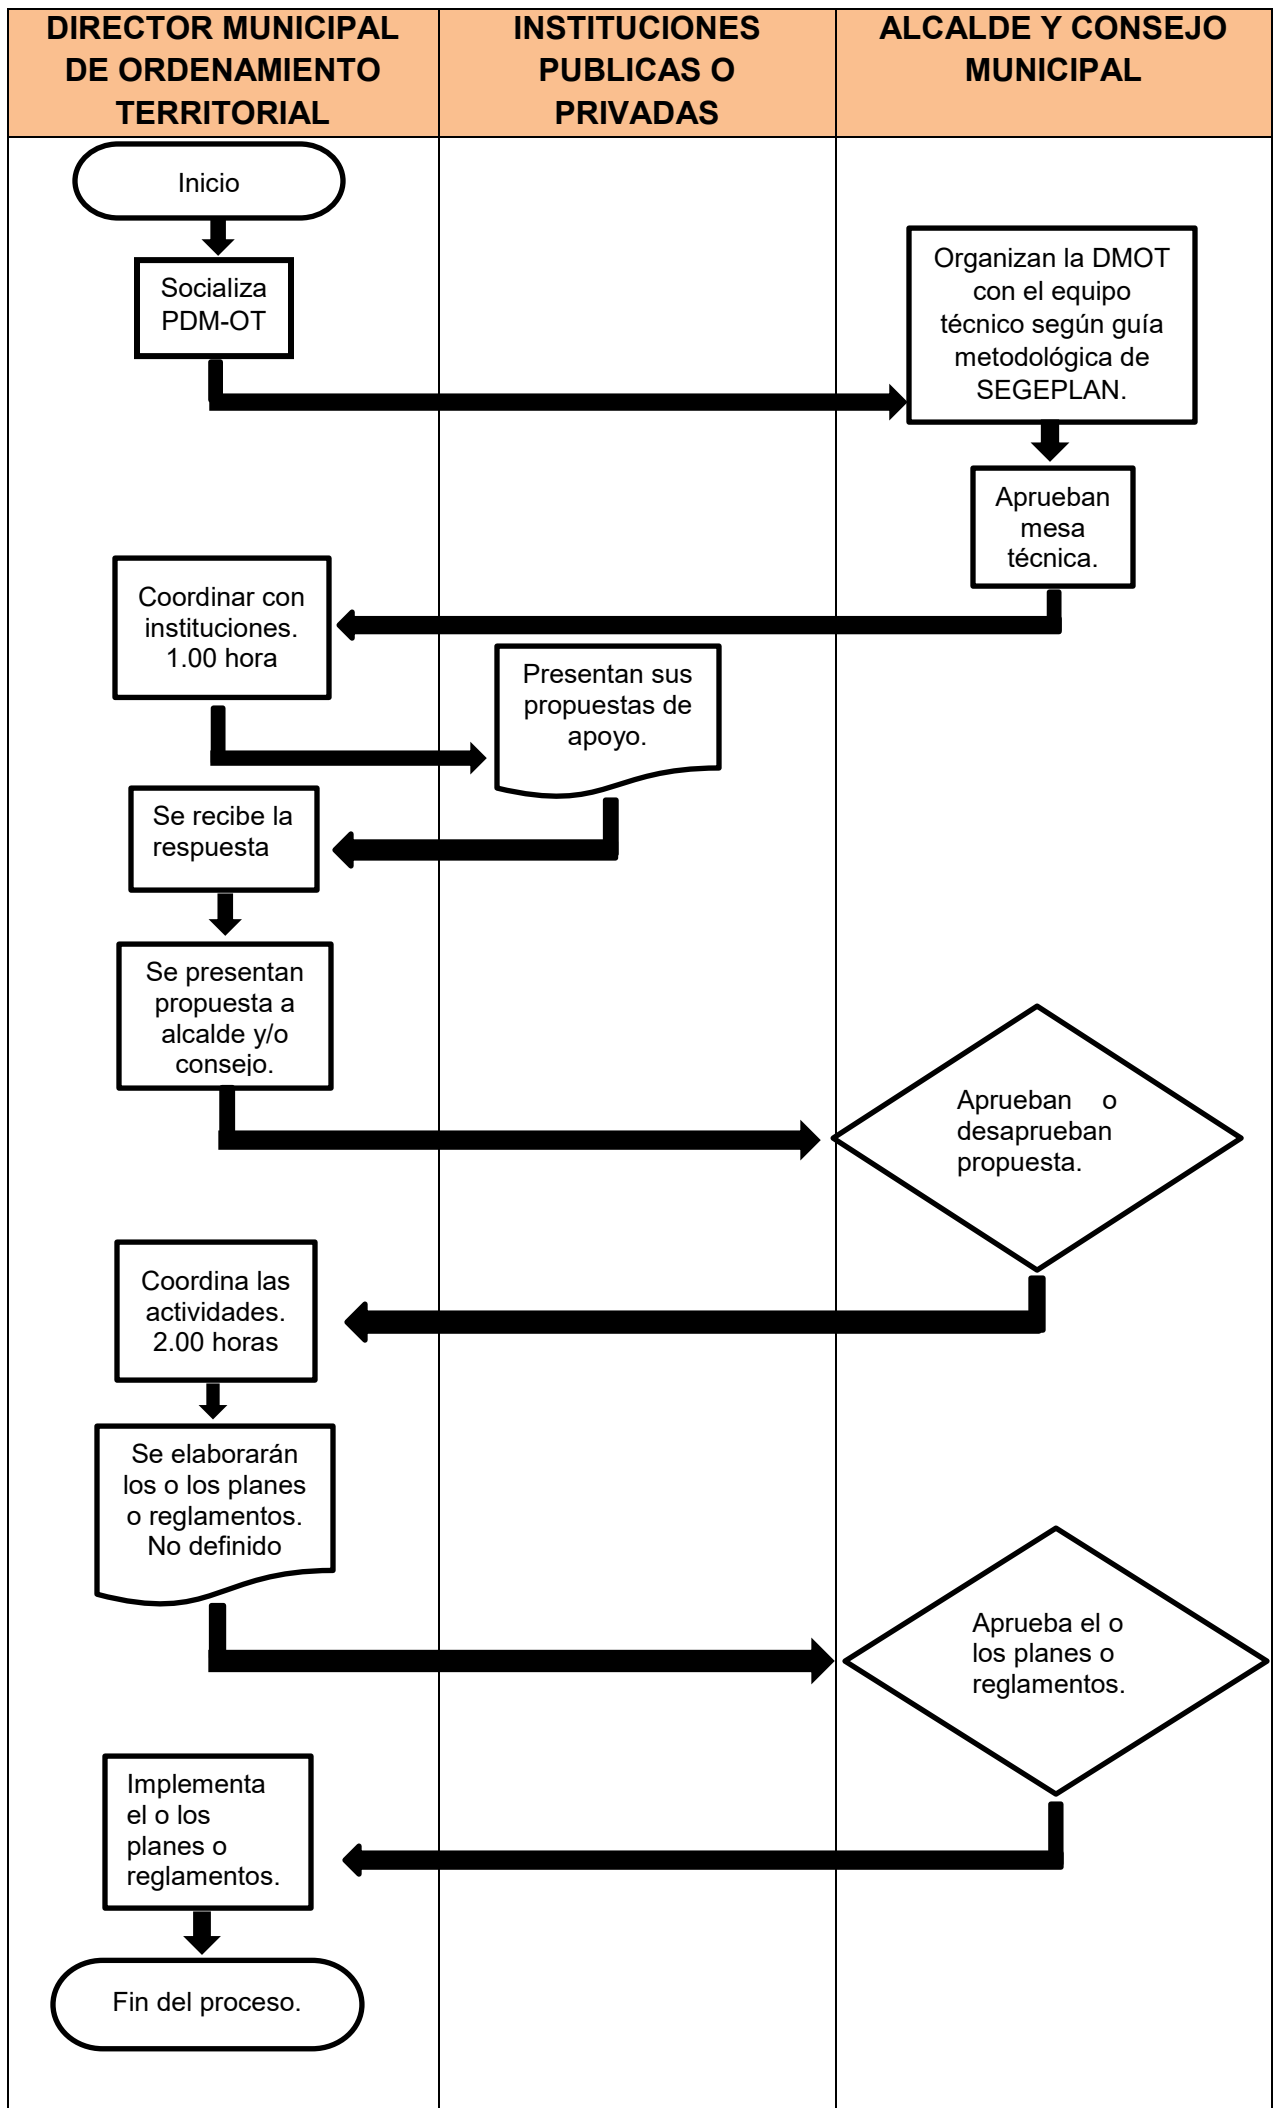 DIRECTOR MUNICIPAL
DE ORDENAMIENTO
TERRITORIAL
INSTITUCIONES
PUBLICAS O
PRIVADAS
ALCALDE Y CONSEJO
MUNICIPAL
Inicio
Socializa
PDM-OT
Organizan la DMOT
con el equipo
técnico según guía
metodológica de
SEGEPLAN.
Aprueban
mesa
técnica.
Coordinar con
instituciones.
1.00 hora
Presentan sus
propuestas de
apoyo.
Se recibe la
respuesta
Se presentan
propuesta a
alcalde y/o
consejo.
Aprueban o
desaprueban
propuesta.
Coordina las
actividades.
2.00 horas
Se elaborarán
los o los planes
o reglamentos.
No definido
Aprueba el o
los planes o
reglamentos.
Implementa
el o los
planes o
reglamentos.
Fin del proceso.